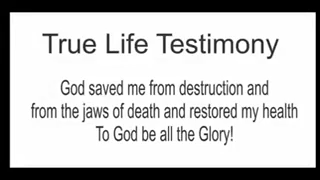 True Life Testimony
God saved me from destruction and
from the jaws of death and restored my health
To God be all the Glory!